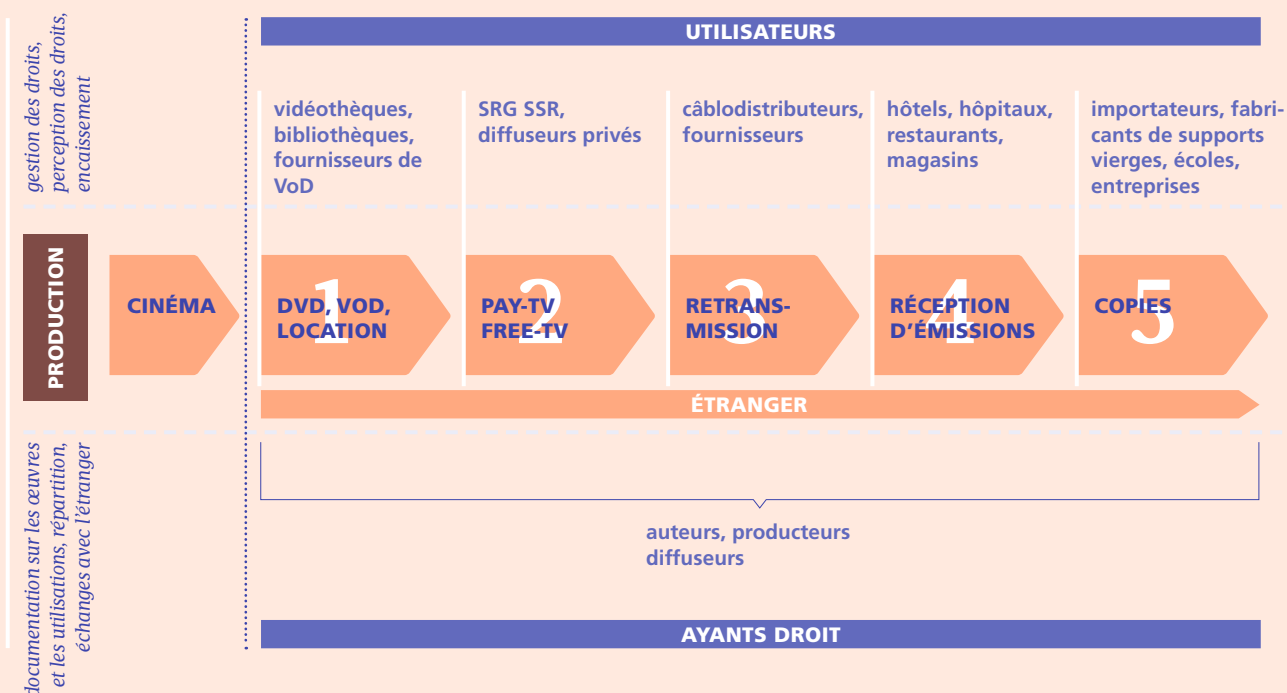 gestion des droits,
perception des droits,
encaissement
UTILISATEURS
vidéothèques,
bibliothèques,
fournisseurs de
VoD
SRG SSR,
diffuseurs privés
câblodistributeurs,
fournisseurs
hôtels, hôpitaux,
restaurants,
magasins
importateurs, fabri-
cants de supports
vierges, écoles,
entreprises
PRODUCTION
CINÉMA
1
DVD, VOD,
LOCATION
2
PAY-TV
FREE-TV
3
RETRANS-
MISSION
4
RÉCEPTION
D’ÉMISSIONS
5
COPIES
ÉTRANGER
documentation sur les œuvres
et les utilisations, répartition,
échanges avec l’étranger
auteurs, producteurs
diffuseurs
AYANTS DROIT